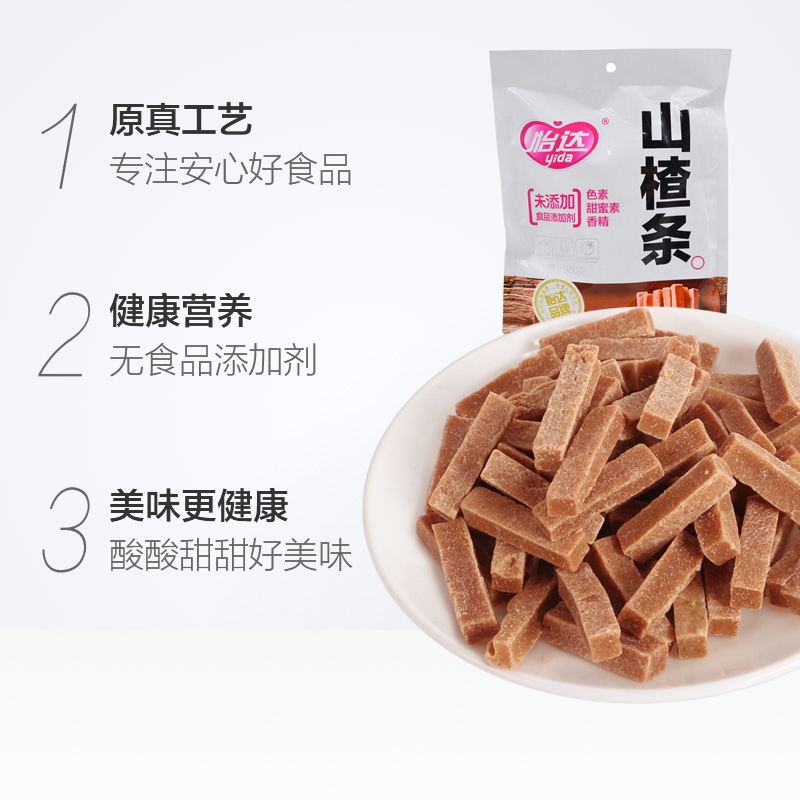 1
原真工艺
专注安心好食品
2
健康营养
无食品添加剂
3
美味更健康
酸酸甜甜好美味
怡达
®
yida
山楂条
未添加
食品添加剂
色素
甜蜜素
香精
怡达
品牌